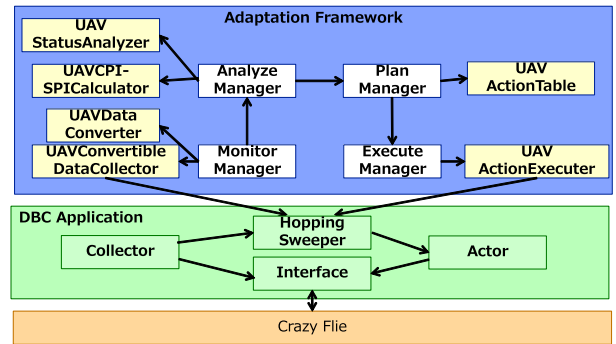 Adaptation Framework
UAV
StatusAnalyzer
UAVCPI-
SPICalculator
Analyze
Manager
Plan
Manager
UAV
ActionTable
UAVData
Converter
UAVConvertible
DataCollector
Monitor
Manager
Execute
Manager
UAV
ActionExecuter
DBC Application
Hopping
Sweeper
Collector
Interface
Actor
Crazy Flie